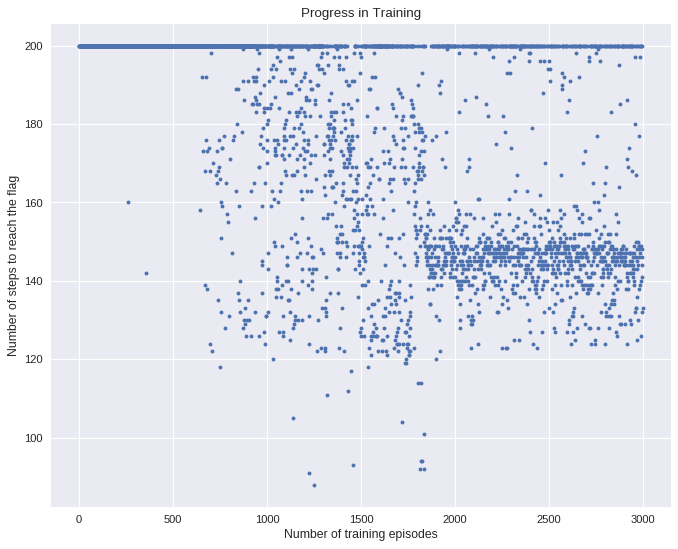 Progress in Training
Number of steps to reach the flag
200
180
160
140
120
100
0 500 1000 1500 2000 2500 3000
Number of training episodes